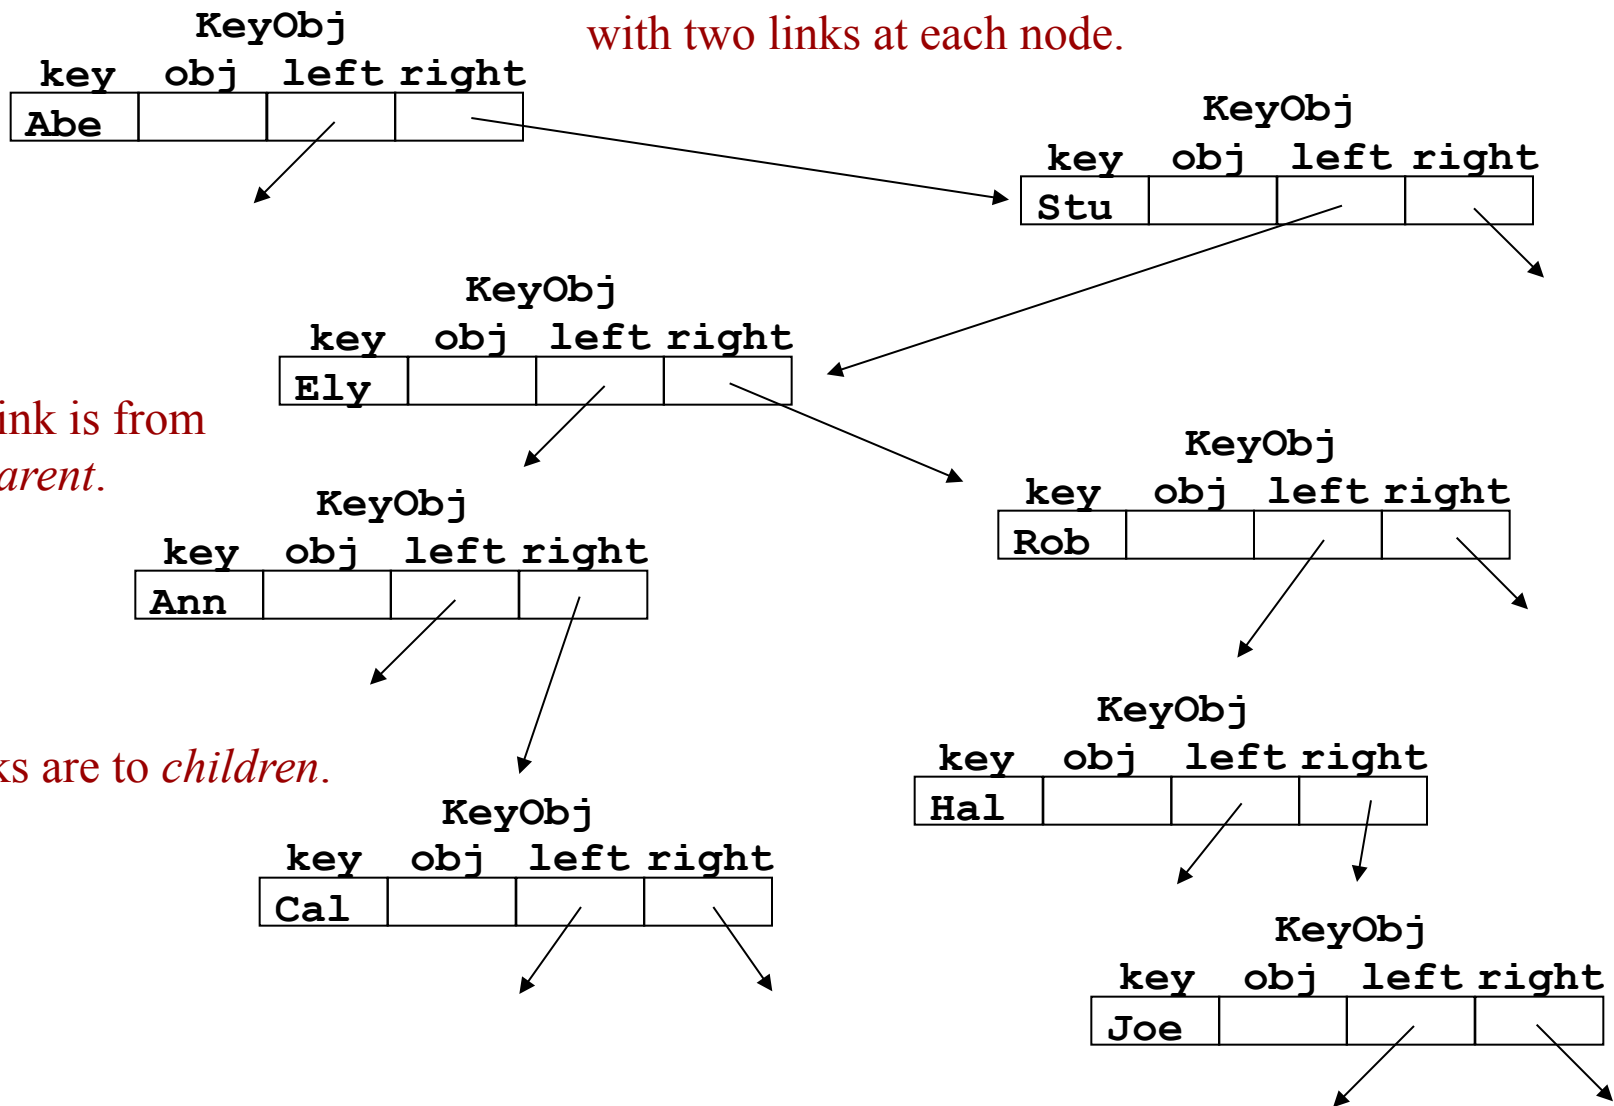 KeyObj
with two links at each node.
key obj left right
Abe
KeyObj
key obj left right
Stu
KeyObj
key obj left right
Ely
ink is from
arent.
KeyObj
key obj left right
Rob
KeyObj
key obj left right
Ann
KeyObj
key obj left right
Hal
ks are to children.
KeyObj
key obj left right
Cal
KeyObj
key obj left right
Joe